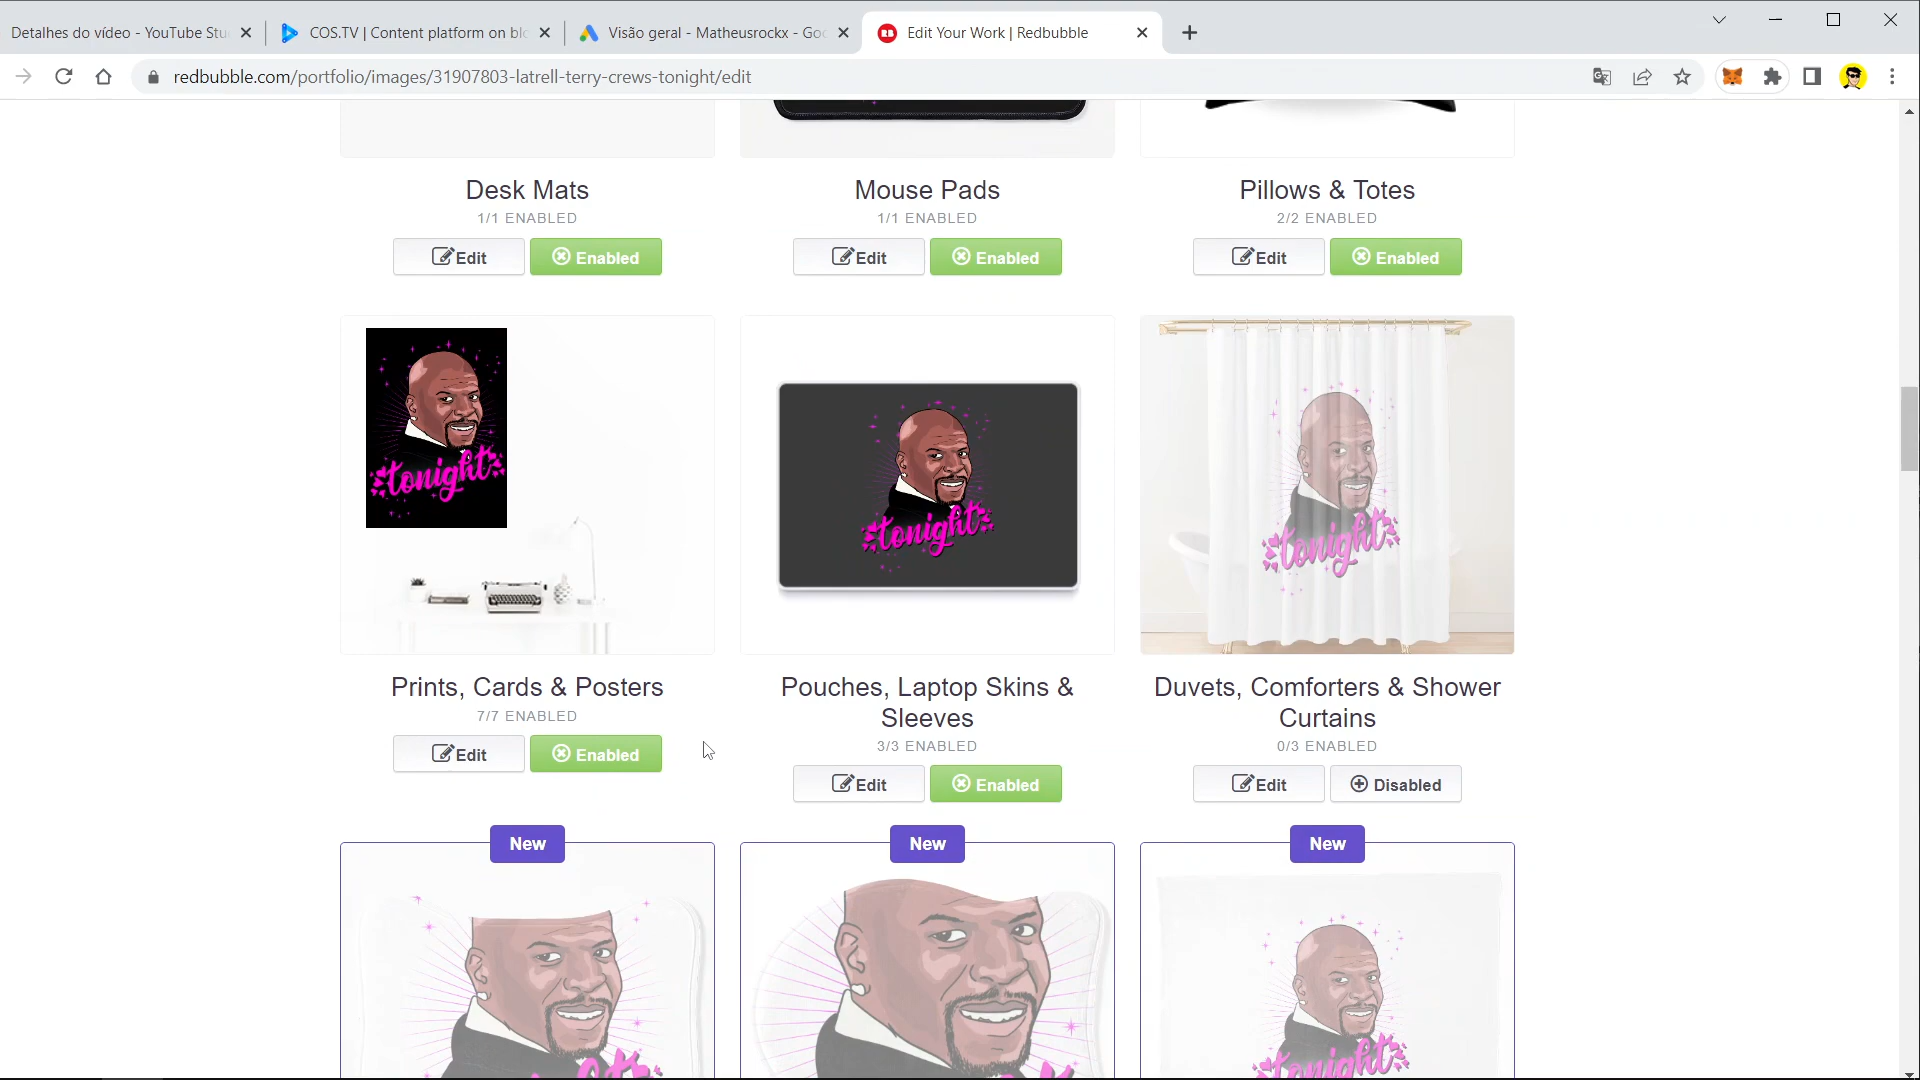 Detalhes do vídeo - YouTube Stu
COS.TV | Content platform on blo
Visão geral - Matheusrockx - Goo
Edit Your Work | Redbubble
redbubble.com/portfolio/images/31907803-latrell-terry-crews-tonight/edit
Desk Mats
Mouse Pads
Pillows & Totes
1/1 ENABLED
1/1 ENABLED
2/2 ENABLED
Edit
Enabled
Edit
Enabled
Edit
Enabled
tonight
tonight
tonight
Prints, Cards & Posters
7/7 ENABLED
Edit
Enabled
Pouches, Laptop Skins &
Sleeves
3/3 ENABLED
Edit
Enabled
Duvets, Comforters & Shower
Curtains
0/3 ENABLED
Edit
Disabled
New
New
New
tonight